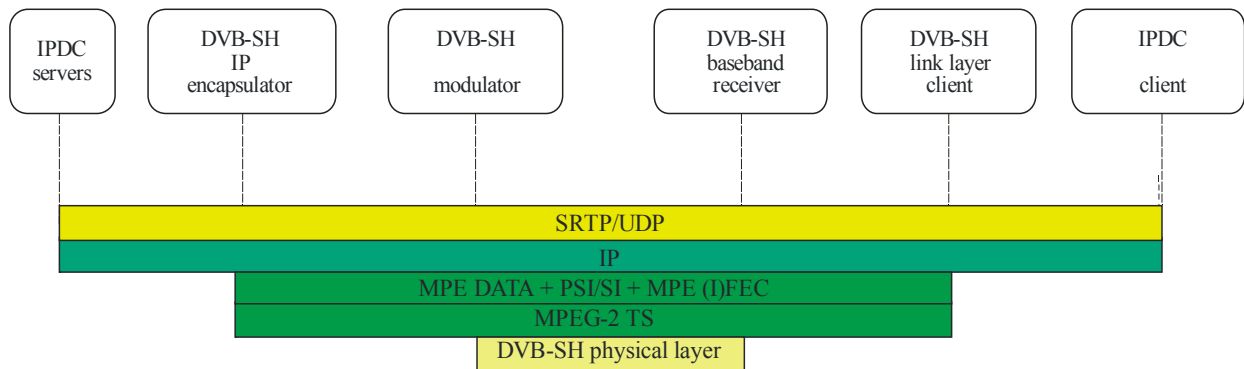 IPDC
servers
DVB-SH
IP
encapsulator
DVB-SH
modulator
DVB-SH
baseband
receiver
DVB-SH
link layer
client
IPDC
client
SRTP/UDP
IP
MPE DATA + PSI/SI + MPE (I)FEC
MPEG-2 TS
DVB-SH physical layer